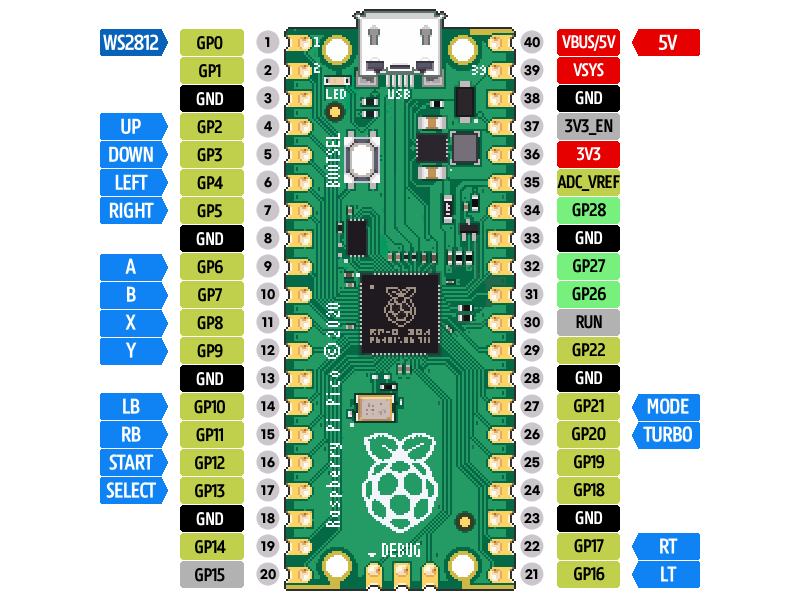 WS2812 GP0 1 1 40 VBUS/5V 5V
GP1 2 2 39 39 VSYS
GND 3 LED USB 38 GND
UP GP2 4 37 3V3_EN
DOWN GP3 5 36 3V3
LEFT GP4 6 35 ADC_VREF
RIGHT GP5 7 34 GP28
BOOTSEL
GND 8 33 GND
A GP6 9 32 GP27
B GP7 10 31 GP26
X GP8 11 30 RUN
Y GP9 12 29 GP22
GND 13 28 GND
LB GP10 14 27 GP21 MODE
RB GP11 15 26 GP20 TURBO
START GP12 16 25 GP19
SELECT GP13 17 24 GP18
Raspberry Pi Pico © 2020
GND 18 23 GND
GP14 19 DEBUG 22 GP17 RT
GP15 20 21 GP16 LT